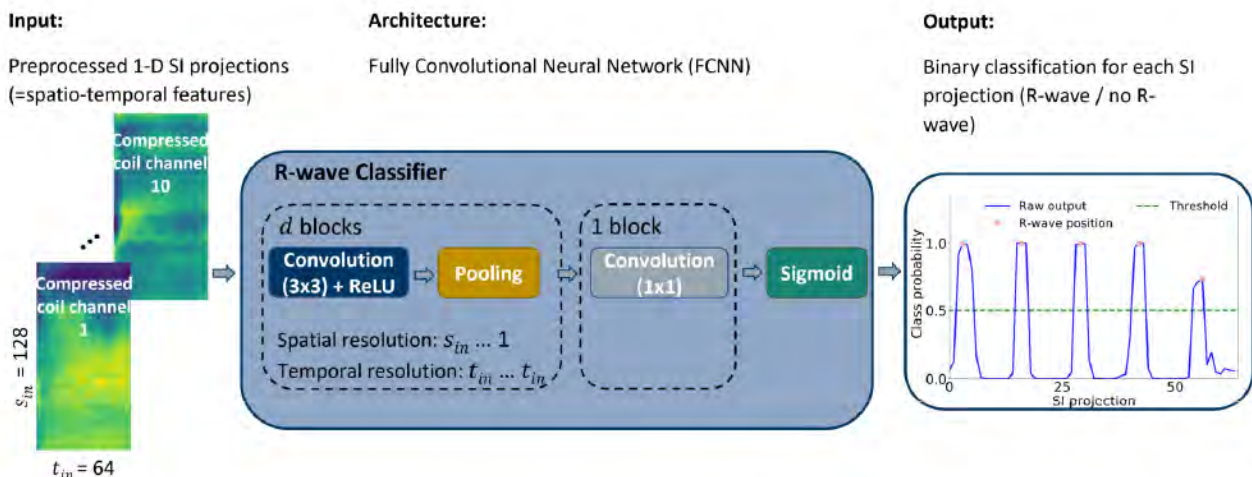 Input:
Preprocessed 1-D SI projections
(=spatio-temporal features)
Compressed
coil channel
10
Compressed
coil channel
1
s_in = 128
t_in = 64
Architecture:
Fully Convolutional Neural Network (FCNN)
R-wave Classifier
d blocks
Convolution
(3x3) + ReLU
Pooling
Spatial resolution: s_in ... 1
Temporal resolution: t_in ... t_in
1 block
Convolution
(1x1)
Sigmoid
Output:
Binary classification for each SI
projection (R-wave / no R-
wave)
Raw output
R-wave position
Threshold
Class probability
1.0
0.5
0.0
0
25
50
SI projection